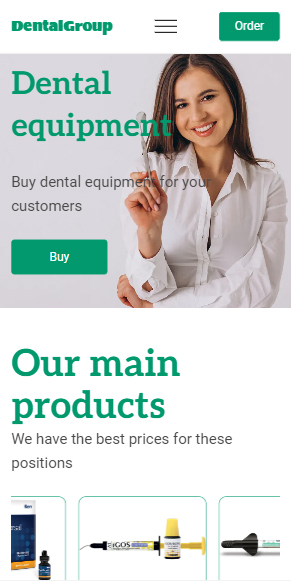 DentalGroup
Order
Dental
equipment
Buy dental equipment for your
customers
Buy
Our main
products
We have the best prices for these
positions
iGOS